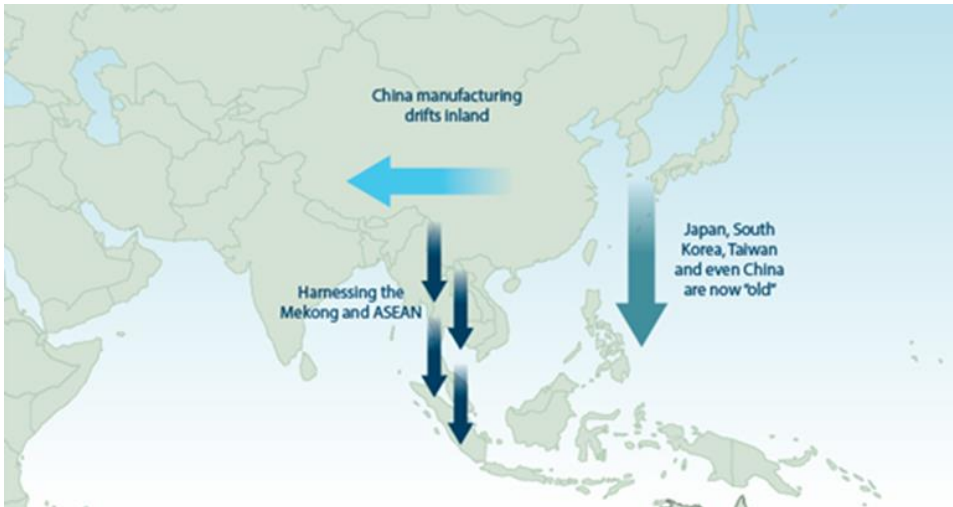 China manufacturing
drifts inland
Japan, South
Korea, Taiwan
and even China
are now "old"
Harnessing the
Mekong and ASEAN